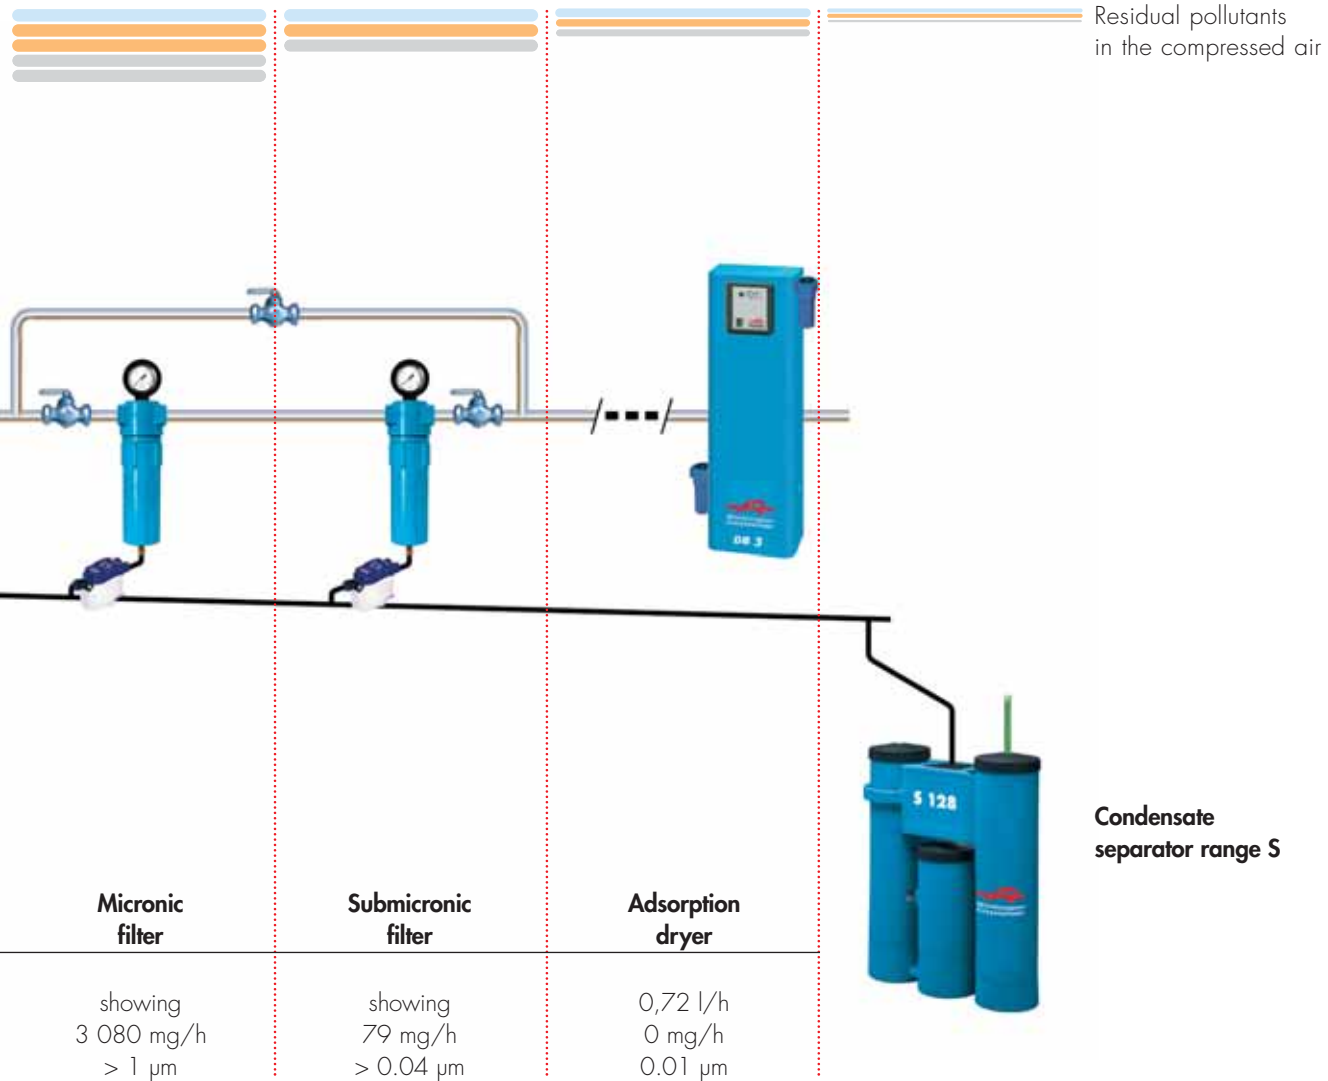 Residual pollutants
in the compressed air
DB 3
S 128
Condensate
separator range S
Micronic
filter
Submicronic
filter
Adsorption
dryer
showing
3 080 mg/h
> 1 µm
showing
79 mg/h
> 0.04 µm
0,72 l/h
0 mg/h
0.01 µm